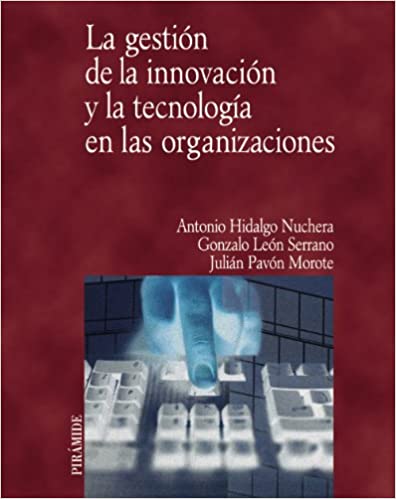 La gestión
de la innovación
y la tecnología
en las organizaciones
Antonio Hidalgo Nuchera
Gonzalo León Serrano
Julián Pavón Morote
PIRÁMIDE